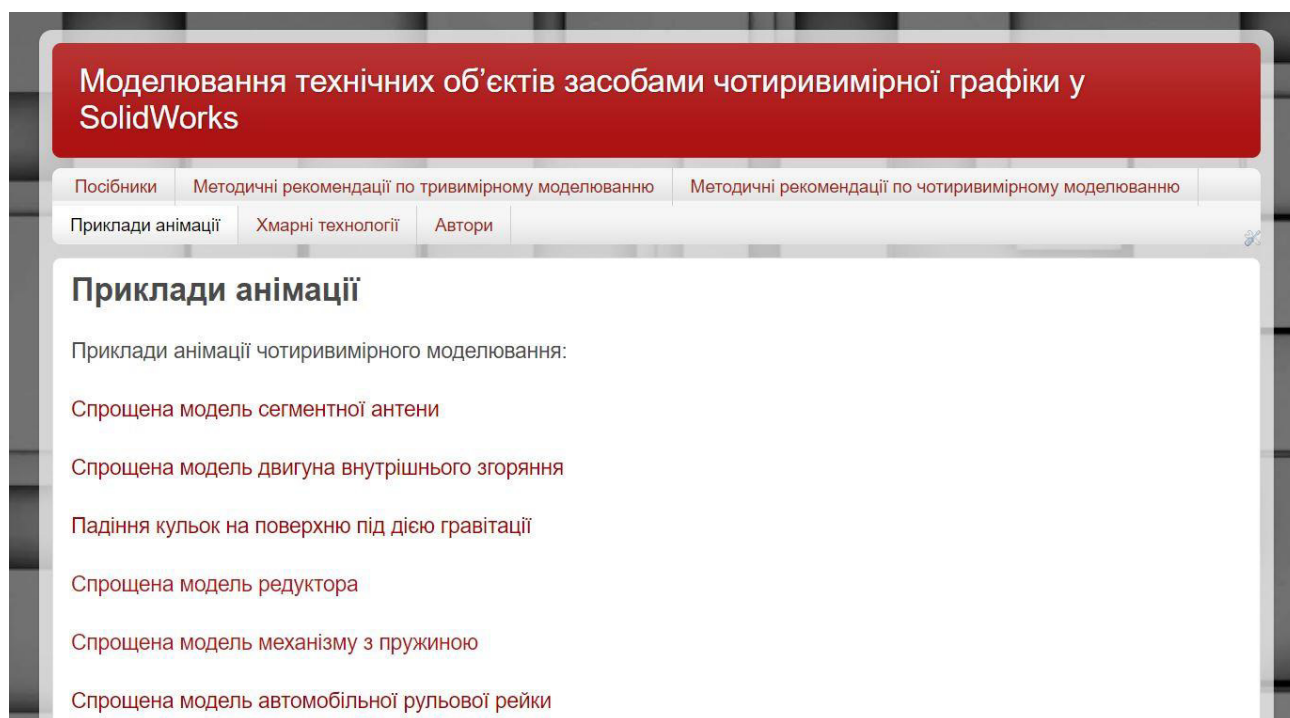 Моделювання технічних об’єктів засобами чотиривимірної графіки у
SolidWorks
Посібники Методичні рекомендації по тривимірному моделюванню Методичні рекомендації по чотиривимірному моделюванню
Приклади анімації Хмарні технології Автори
Приклади анімації
Приклади анімації чотиривимірного моделювання:
Спрощена модель сегментної антени
Спрощена модель двигуна внутрішнього згоряння
Падіння кульок на поверхню під дією гравітації
Спрощена модель редуктора
Спрощена модель механізму з пружиною
Спрощена модель автомобільної рульової рейки